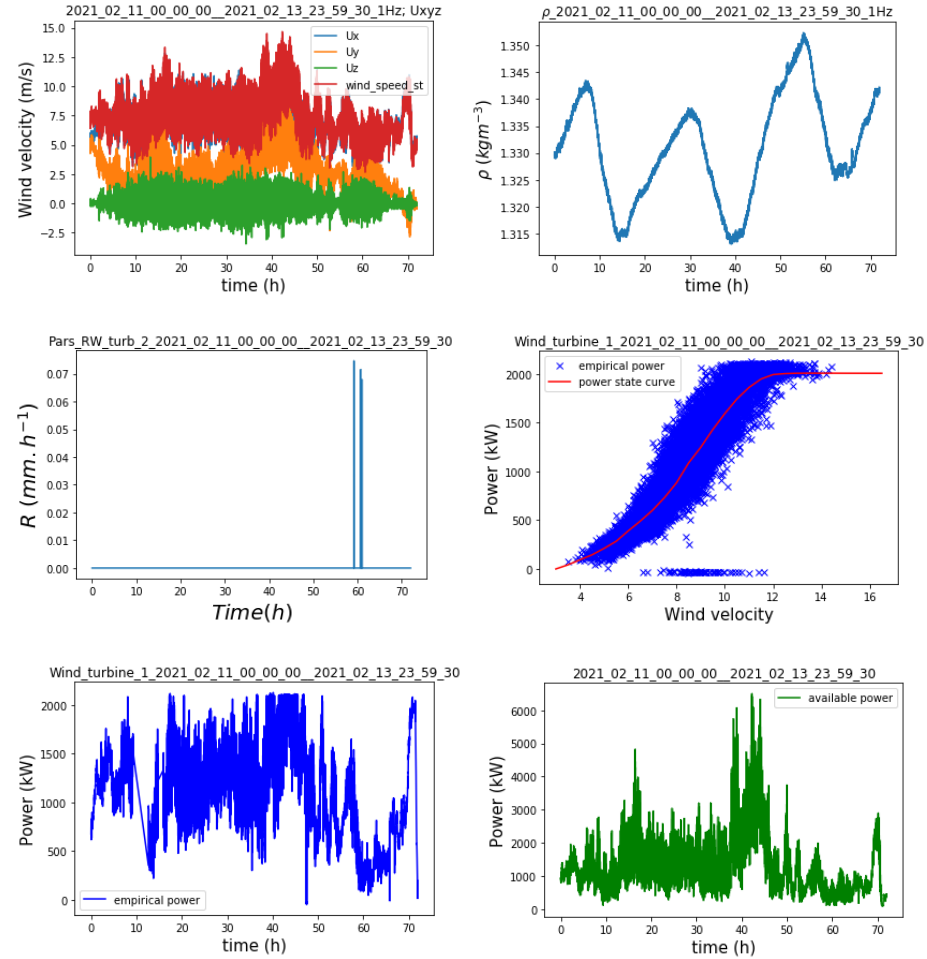 2021_02_11_00_00_00__2021_02_13_23_59_30_1Hz; Uxyz
Wind velocity (m/s)
15.0
12.5
10.0
7.5
5.0
2.5
0.0
−2.5
Ux
Uy
Uz
wind_speed_st
0 10 20 30 40 50 60 70
time (h)
ρ_2021_02_11_00_00_00__2021_02_13_23_59_30_1Hz
ρ (kgm⁻³)
1.350
1.345
1.340
1.335
1.330
1.325
1.320
1.315
0 10 20 30 40 50 60 70
time (h)
Pars_RW_turb_2_2021_02_11_00_00_00__2021_02_13_23_59_30
R (mm.h⁻¹)
0.07
0.06
0.05
0.04
0.03
0.02
0.01
0.00
0 10 20 30 40 50 60 70
Time(h)
Wind_turbine_1_2021_02_11_00_00_00__2021_02_13_23_59_30
Power (kW)
2000
1500
1000
500
0
empirical power
power state curve
4 6 8 10 12 14 16
Wind velocity
Wind_turbine_1_2021_02_11_00_00_00__2021_02_13_23_59_30
Power (kW)
2000
1500
1000
500
0
empirical power
0 10 20 30 40 50 60 70
time (h)
2021_02_11_00_00_00__2021_02_13_23_59_30
Power (kW)
6000
5000
4000
3000
2000
1000
0
available power
0 10 20 30 40 50 60 70
time (h)